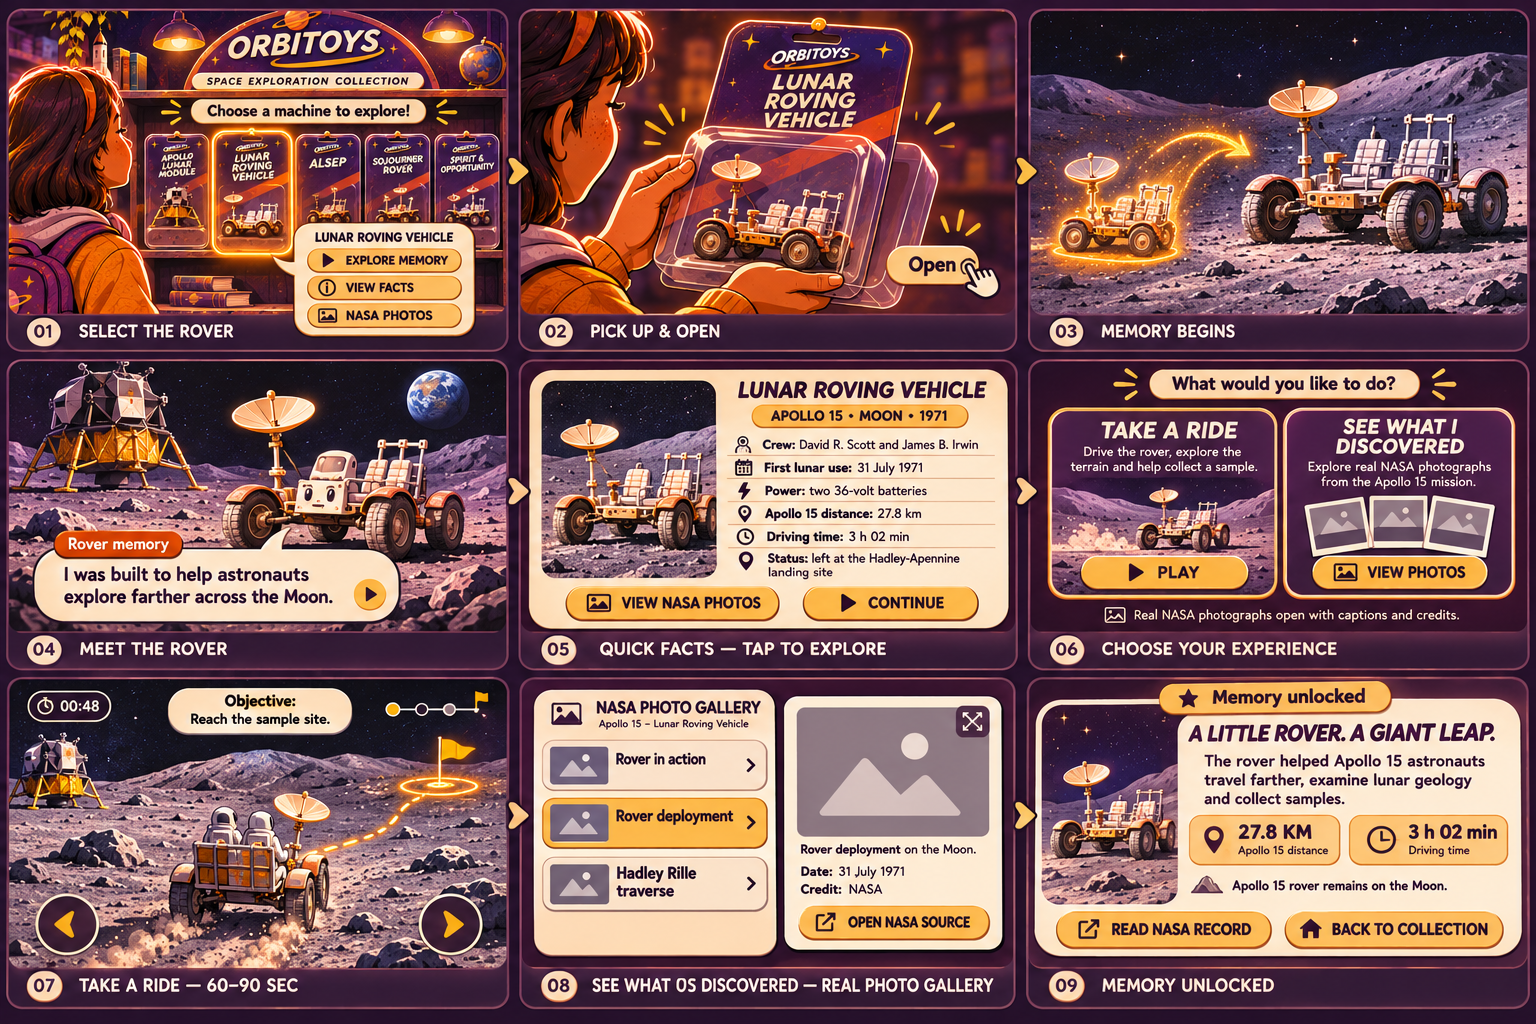 ORBITOYS
SPACE EXPLORATION COLLECTION
Choose a machine to explore!
APOLLO
LUNAR
MODULE
LUNAR
ROVING
VEHICLE
ALSEP
SOJOURNER
ROVER
SPIRIT &
OPPORTUNITY
LUNAR ROVING VEHICLE
EXPLORE MEMORY
VIEW FACTS
NASA PHOTOS
01 SELECT THE ROVER
ORBITOYS
LUNAR
ROVING
VEHICLE
Open
02 PICK UP & OPEN
03 MEMORY BEGINS
Rover memory
I was built to help astronauts
explore farther across the Moon.
04 MEET THE ROVER
LUNAR ROVING VEHICLE
APOLLO 15 • MOON • 1971
Crew: David R. Scott and James B. Irwin
First lunar use: 31 July 1971
Power: two 36-volt batteries
Apollo 15 distance: 27.8 km
Driving time: 3 h 02 min
Status: left at the Hadley-Apennine
landing site
VIEW NASA PHOTOS
CONTINUE
05 QUICK FACTS — TAP TO EXPLORE
What would you like to do?
TAKE A RIDE
Drive the rover, explore the
terrain and help collect a sample.
PLAY
SEE WHAT I
DISCOVERED
Explore real NASA photographs
from the Apollo 15 mission.
VIEW PHOTOS
Real NASA photographs open with captions and credits.
06 CHOOSE YOUR EXPERIENCE
00:48
Objective:
Reach the sample site.
07 TAKE A RIDE — 60–90 SEC
NASA PHOTO GALLERY
Apollo 15 – Lunar Roving Vehicle
Rover in action
Rover deployment
Hadley Rille
traverse
Rover deployment on the Moon.
Date: 31 July 1971
Credit: NASA
OPEN NASA SOURCE
08 SEE WHAT DISCOVERED — REAL PHOTO GALLERY
Memory unlocked
A LITTLE ROVER. A GIANT LEAP.
The rover helped Apollo 15 astronauts
travel farther, examine lunar geology
and collect samples.
27.8 KM
Apollo 15 distance
3 h 02 min
Driving time
Apollo 15 rover remains on the Moon.
READ NASA RECORD
BACK TO COLLECTION
09 MEMORY UNLOCKED